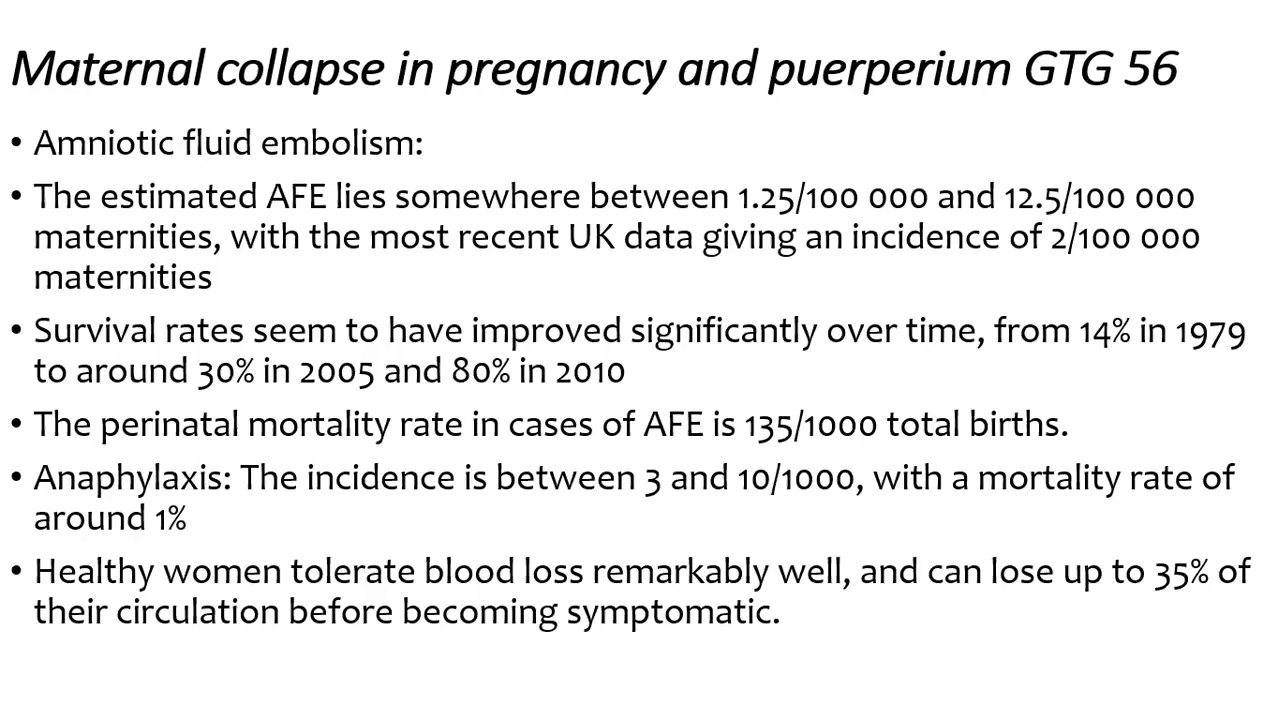 Maternal collapse in pregnancy and puerperium GTG 56
• Amniotic fluid embolism:
• The estimated AFE lies somewhere between 1.25/100 000 and 12.5/100 000
maternities, with the most recent UK data giving an incidence of 2/100 000
maternities
• Survival rates seem to have improved significantly over time, from 14% in 1979
to around 30% in 2005 and 80% in 2010
• The perinatal mortality rate in cases of AFE is 135/1000 total births.
• Anaphylaxis: The incidence is between 3 and 10/1000, with a mortality rate of
around 1%
• Healthy women tolerate blood loss remarkably well, and can lose up to 35% of
their circulation before becoming symptomatic.